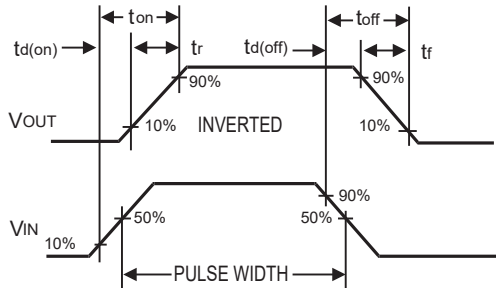 ton
toff
td(on)
tr
td(off)
tf
90%
90%
VOUT
10%
INVERTED
10%
90%
VIN
50%
50%
10%
PULSE WIDTH